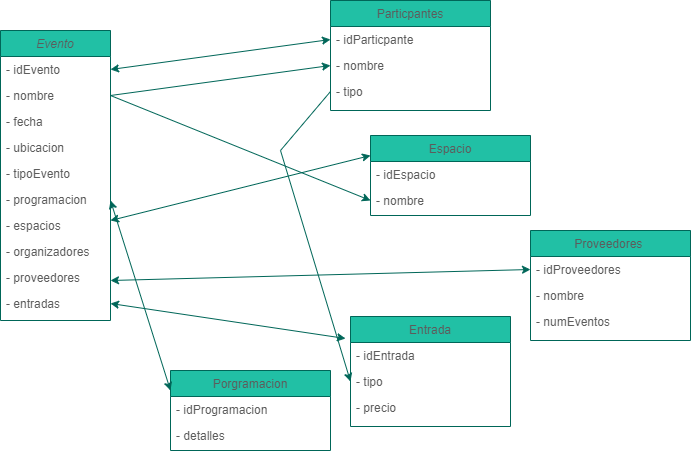 Evento
- idEvento
- nombre
- fecha
- ubicacion
- tipoEvento
- programacion
- espacios
- organizadores
- proveedores
- entradas
Particpantes
- idParticpante
- nombre
- tipo
Espacio
- idEspacio
- nombre
Proveedores
- idProveedores
- nombre
- numEventos
Entrada
- idEntrada
- tipo
- precio
Porgramacion
- idProgramacion
- detalles